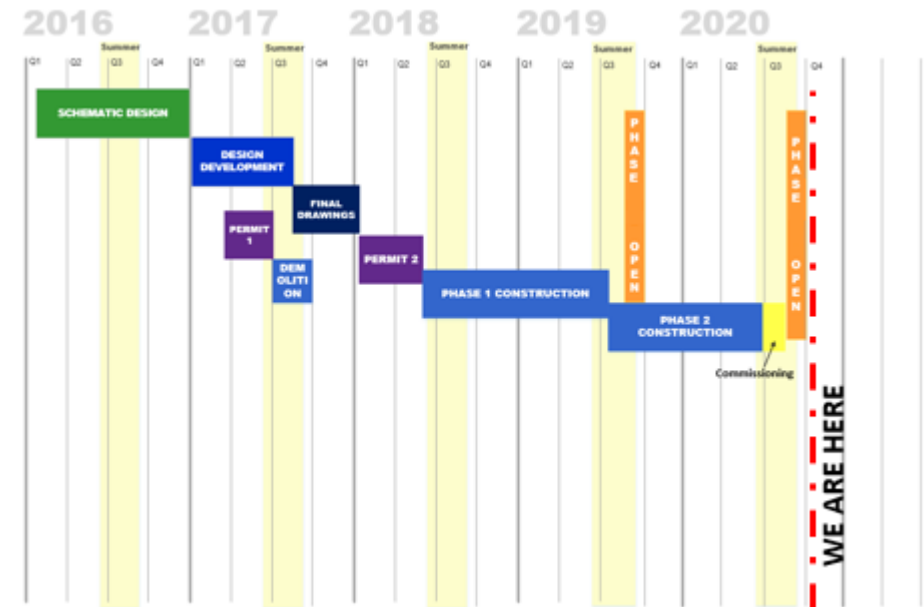 2016 2017 2018 2019 2020
Summer Summer Summer Summer Summer
Q1 Q2 Q3 Q4 Q1 Q2 Q3 Q4 Q1 Q2 Q3 Q4 Q1 Q2 Q3 Q4 Q1 Q2 Q3 Q4
SCHEMATIC DESIGN
DESIGN
DEVELOPMENT
FINAL
DRAWINGS
PERMIT
1
DEM
OLITI
ON
PERMIT 2
PHASE 1 CONSTRUCTION
PHASE OPEN
PHASE 2
CONSTRUCTION
PHASE OPEN
Commissioning
WE ARE HERE